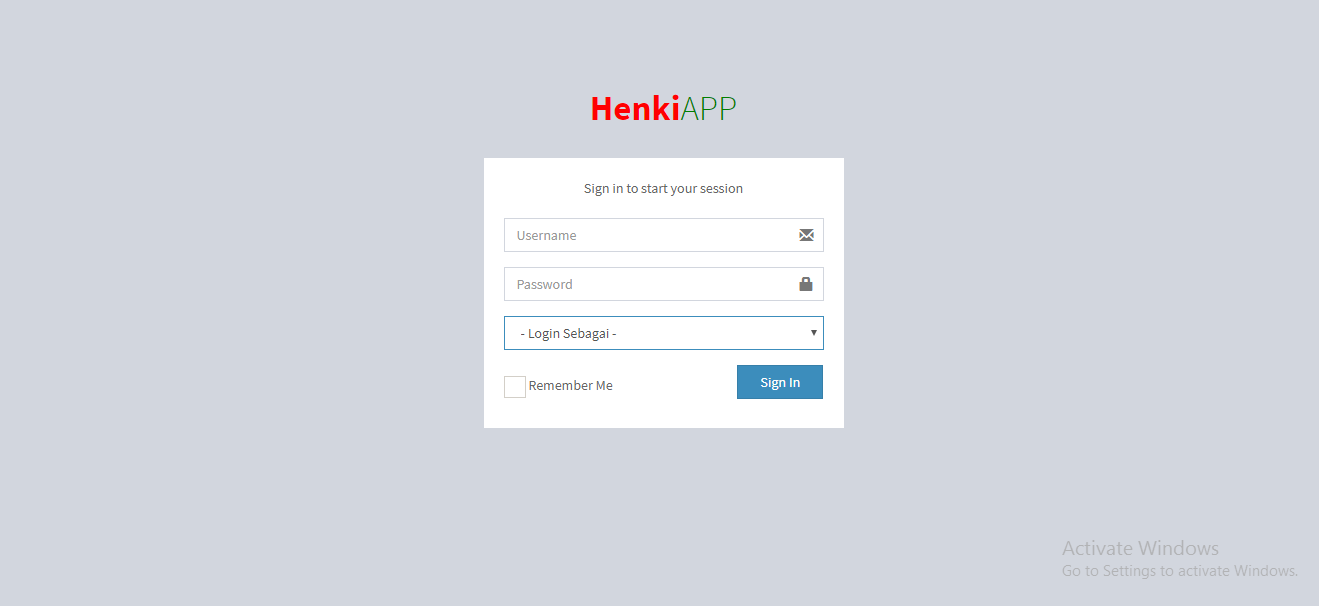 HenkiAPP
Sign in to start your session
Username
Password
- Login Sebagai -
Remember Me
Sign In
Activate Windows
Go to Settings to activate Windows.